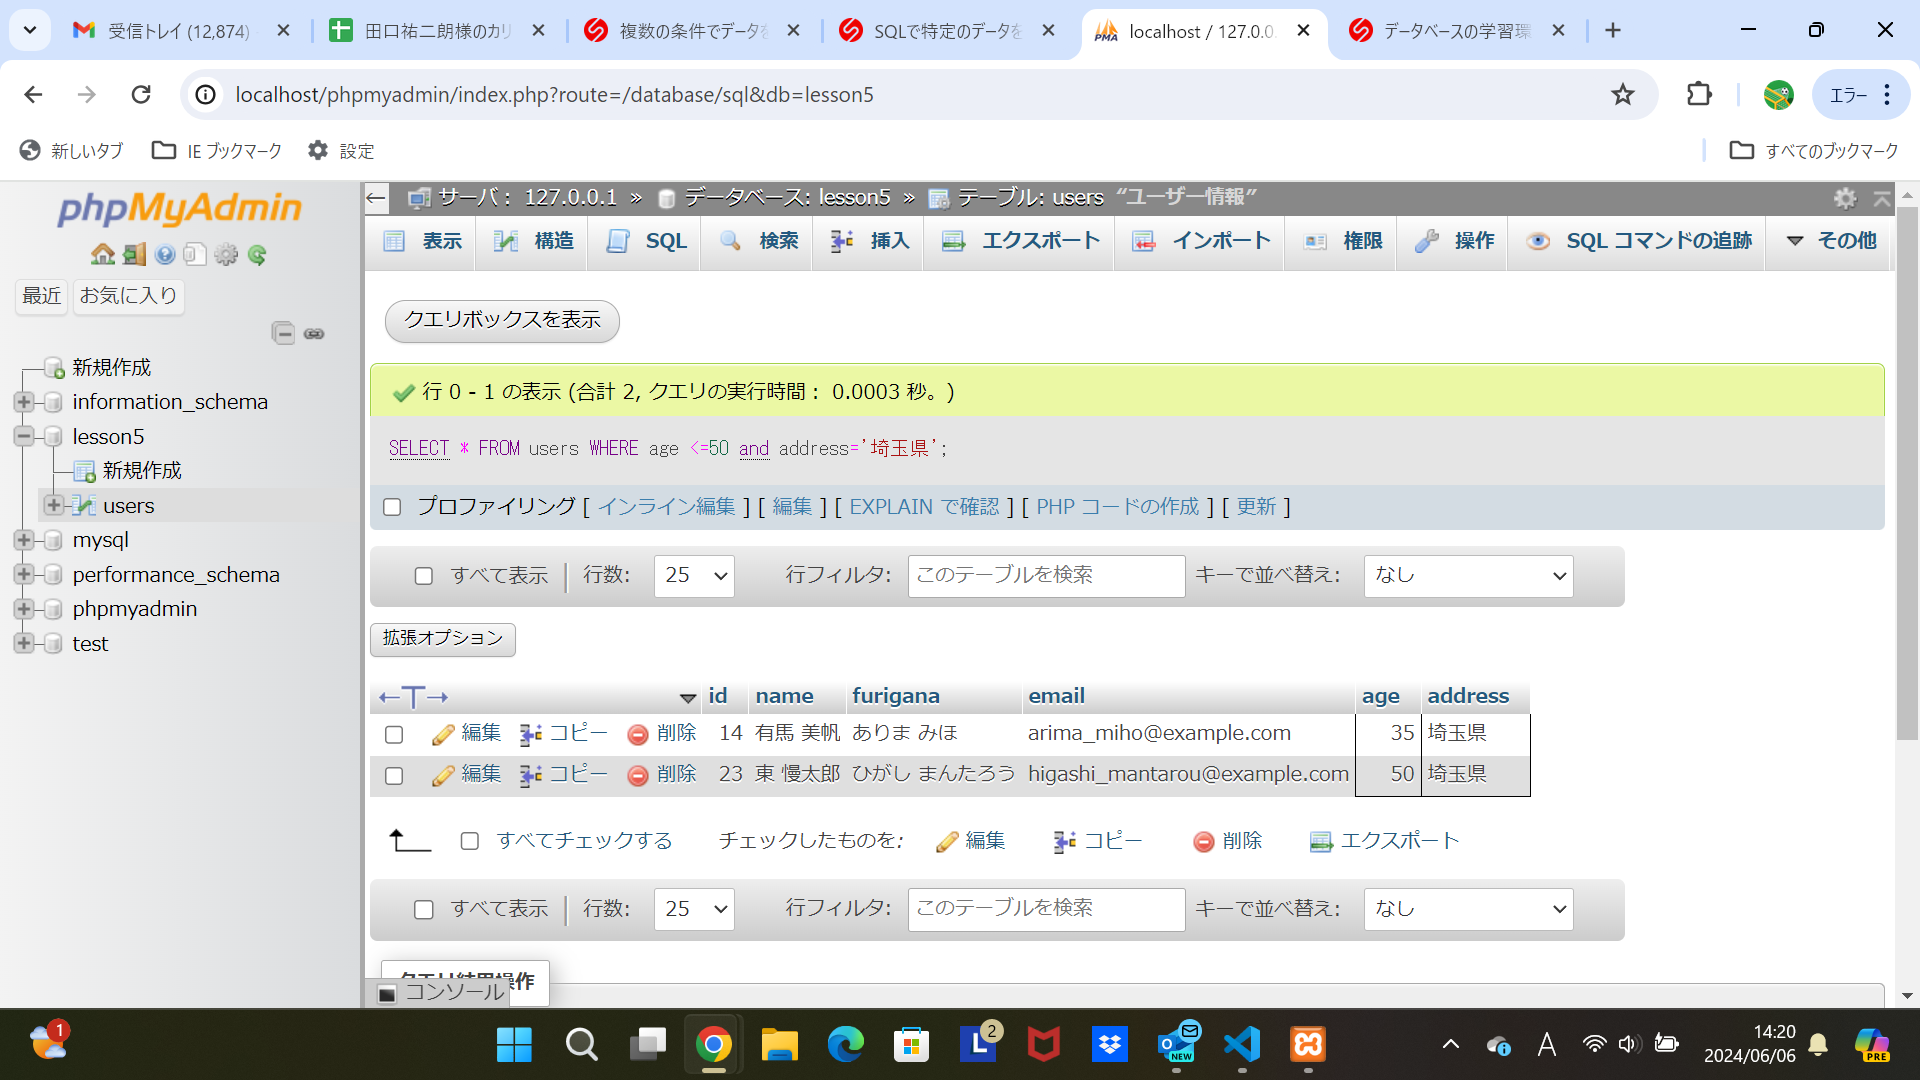 受信トレイ (12,874)
田口祐二朗様のカリ
複数の条件でデータを
SQLで特定のデータを
localhost / 127.0.0.
データベースの学習環
localhost/phpmyadmin/index.php?route=/database/sql&db=lesson5
エラー
新しいタブ
IE ブックマーク
設定
すべてのブックマーク
phpMyAdmin
最近
お気に入り
新規作成
information_schema
lesson5
新規作成
users
mysql
performance_schema
phpmyadmin
test
サーバ: 127.0.0.1 » データベース: lesson5 » テーブル: users “ユーザー情報”
表示 構造 SQL 検索 挿入 エクスポート インポート 権限 操作 SQL コマンドの追跡 その他
クエリボックスを表示
行 0 - 1 の表示 (合計 2, クエリの実行時間: 0.0003 秒。)
SELECT * FROM users WHERE age <=50 and address='埼玉県';
プロファイリング [ インライン編集 ] [ 編集 ] [ EXPLAIN で確認 ] [ PHP コードの作成 ] [ 更新 ]
すべて表示 行数: 25 行フィルタ: このテーブルを検索 キーで並べ替え: なし
拡張オプション
←T→ id name furigana email age address
編集 コピー 削除 14 有馬 美帆 ありま みほ arima_miho@example.com 35 埼玉県
編集 コピー 削除 23 東 慢太郎 ひがし まんたろう higashi_mantarou@example.com 50 埼玉県
すべてチェックする チェックしたものを: 編集 コピー 削除 エクスポート
すべて表示 行数: 25 行フィルタ: このテーブルを検索 キーで並べ替え: なし
クエリ結果操作
コンソール
1
L
2
NEW
A
14:20
2024/06/06
PRE